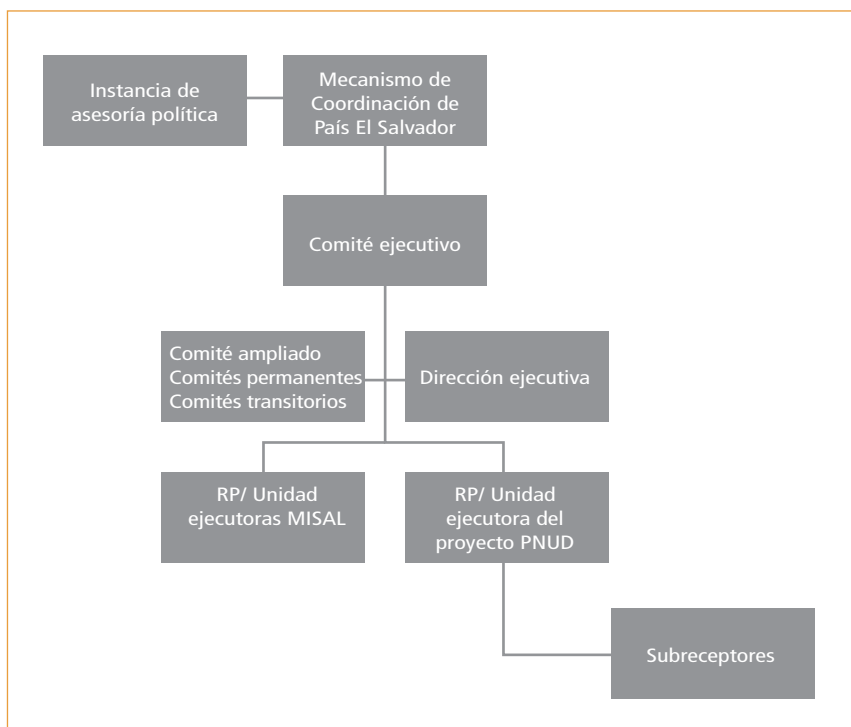 Instancia de
asesoría política
Mecanismo de
Coordinación de
País El Salvador
Comité ejecutivo
Comité ampliado
Comités permanentes
Comités transitorios
Dirección ejecutiva
RP/ Unidad
ejecutoras MISAL
RP/ Unidad
ejecutora del
proyecto PNUD
Subreceptores